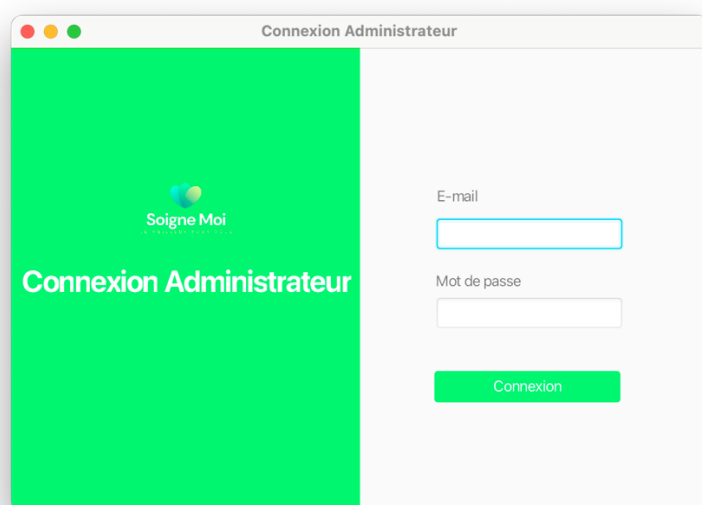 Connexion Administrateur
Soigne Moi
Connexion Administrateur
E-mail
Mot de passe
Connexion